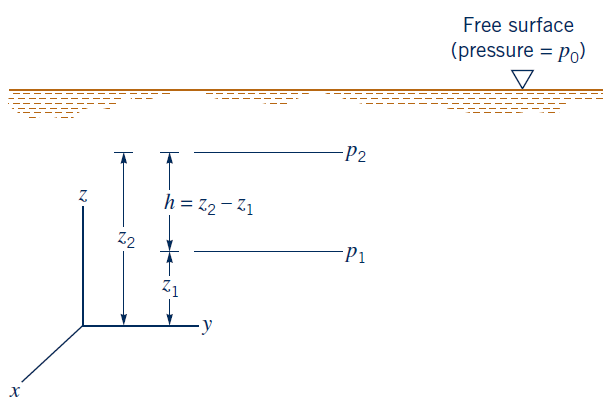 Free surface
(pressure = p₀)
p₂
z
h = z₂ – z₁
z₂
p₁
z₁
y
x